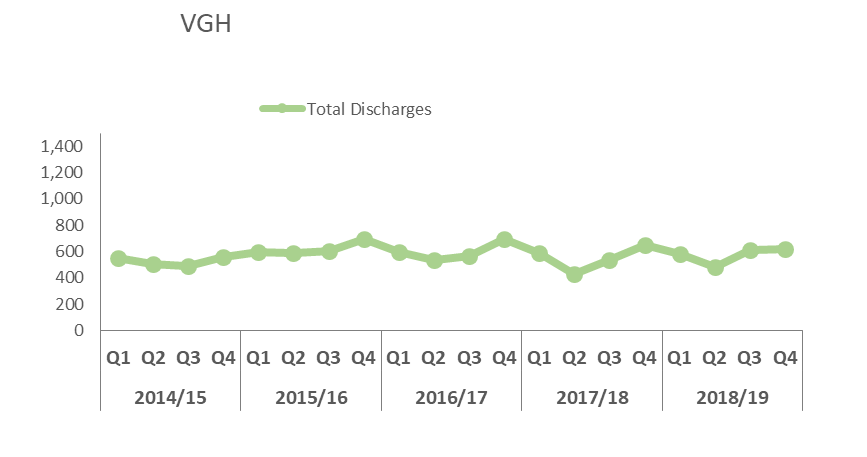 VGH
Total Discharges
1,400
1,200
1,000
800
600
400
200
0
Q1 Q2 Q3 Q4 Q1 Q2 Q3 Q4 Q1 Q2 Q3 Q4 Q1 Q2 Q3 Q4 Q1 Q2 Q3 Q4
2014/15 2015/16 2016/17 2017/18 2018/19